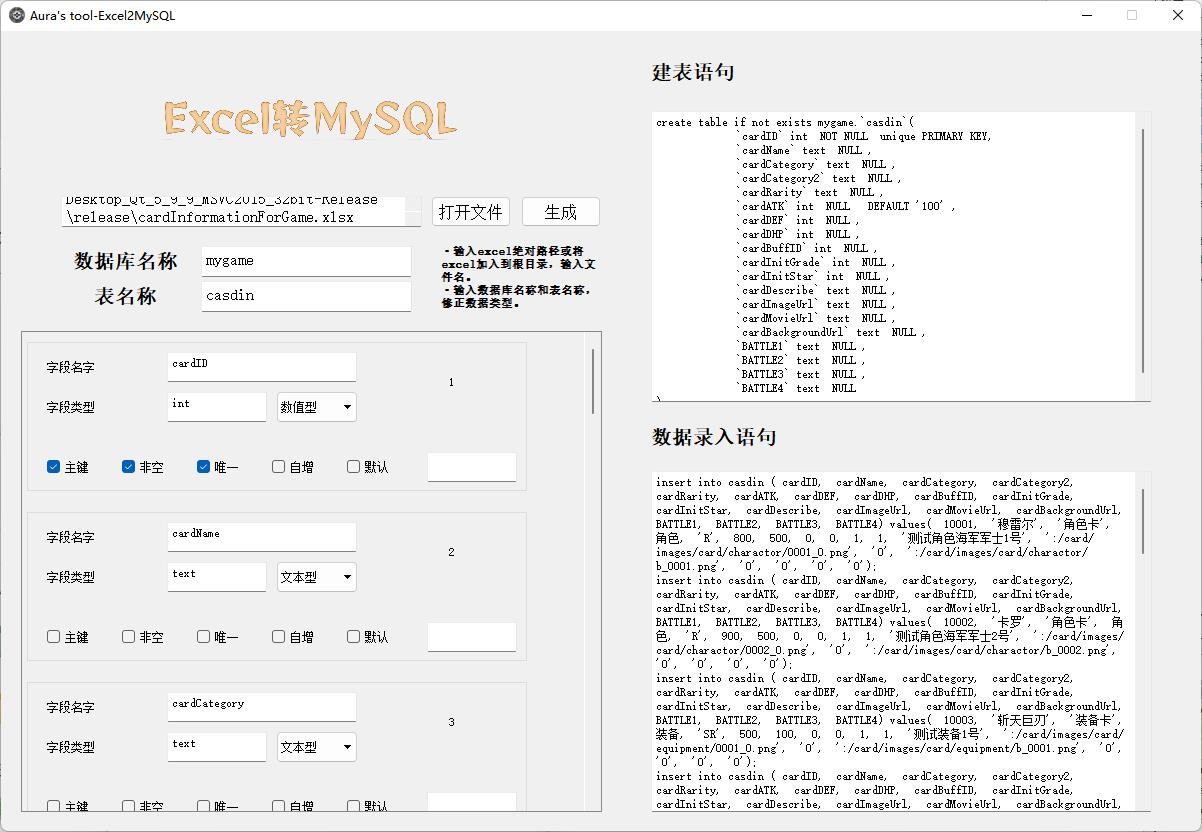 Aura's tool-Excel2MySQL
Excel转MySQL
Desktop_Qt_5_9_9_MSVC2015_32bit-Release
\release\cardInformationForGame.xlsx
打开文件
生成
数据库名称
mygame
表名称
casdin
- 输入excel绝对路径或将
excel加入到根目录，输入文
件名。
- 输入数据库名称和表名称，
修正数据类型。
字段名字
cardID
1
字段类型
int
数值型
主键
非空
唯一
自增
默认
字段名字
cardName
2
字段类型
text
文本型
主键
非空
唯一
自增
默认
字段名字
cardCategory
3
字段类型
text
文本型
主键
非空
唯一
自增
默认
建表语句
create table if not exists mygame.`casdin`(
`cardID` int  NOT NULL  unique PRIMARY KEY,
`cardName` text  NULL ,
`cardCategory` text  NULL ,
`cardCategory2` text  NULL ,
`cardRarity` text  NULL ,
`cardATK` int  NULL   DEFAULT '100' ,
`cardDEF` int  NULL ,
`cardDHP` int  NULL ,
`cardBuffID` int  NULL ,
`cardInitGrade` int  NULL ,
`cardInitStar` int  NULL ,
`cardDescribe` text  NULL ,
`cardImageUrl` text  NULL ,
`cardMovieUrl` text  NULL ,
`cardBackgroundUrl` text  NULL ,
`BATTLE1` text  NULL ,
`BATTLE2` text  NULL ,
`BATTLE3` text  NULL ,
`BATTLE4` text  NULL
)
数据录入语句
insert into casdin ( cardID,  cardName,  cardCategory,  cardCategory2,
cardRarity,  cardATK,  cardDEF,  cardDHP,  cardBuffID,  cardInitGrade,
cardInitStar,  cardDescribe,  cardImageUrl,  cardMovieUrl,  cardBackgroundUrl,
BATTLE1,  BATTLE2,  BATTLE3,  BATTLE4) values(  10001,  '穆雷尔',  '角色卡',
角色,  'R',  800,  500,  0,  0,  1,  1,  '测试角色海军军士1号',  ':/card/
images/card/charactor/0001_0.png',  '0',  ':/card/images/card/charactor/
b_0001.png',  '0',  '0',  '0',  '0');
insert into casdin ( cardID,  cardName,  cardCategory,  cardCategory2,
cardRarity,  cardATK,  cardDEF,  cardDHP,  cardBuffID,  cardInitGrade,
cardInitStar,  cardDescribe,  cardImageUrl,  cardMovieUrl,  cardBackgroundUrl,
BATTLE1,  BATTLE2,  BATTLE3,  BATTLE4) values(  10002,  '卡罗',  '角色卡',  角
色,  'R',  900,  500,  0,  0,  1,  1,  '测试角色海军军士2号',  ':/card/images/
card/charactor/0002_0.png',  '0',  ':/card/images/card/charactor/b_0002.png',
'0',  '0',  '0',  '0');
insert into casdin ( cardID,  cardName,  cardCategory,  cardCategory2,
cardRarity,  cardATK,  cardDEF,  cardDHP,  cardBuffID,  cardInitGrade,
cardInitStar,  cardDescribe,  cardImageUrl,  cardMovieUrl,  cardBackgroundUrl,
BATTLE1,  BATTLE2,  BATTLE3,  BATTLE4) values(  10003,  '斩天巨刃',  '装备卡',
装备,  'SR',  500,  100,  0,  0,  1,  1,  '测试装备1号',  ':/card/images/card/
equipment/0001_0.png',  '0',  ':/card/images/card/equipment/b_0001.png',  '0',
'0',  '0',  '0');
insert into casdin ( cardID,  cardName,  cardCategory,  cardCategory2,
cardRarity,  cardATK,  cardDEF,  cardDHP,  cardBuffID,  cardInitGrade,
cardInitStar,  cardDescribe,  cardImageUrl,  cardMovieUrl,  cardBackgroundUrl,